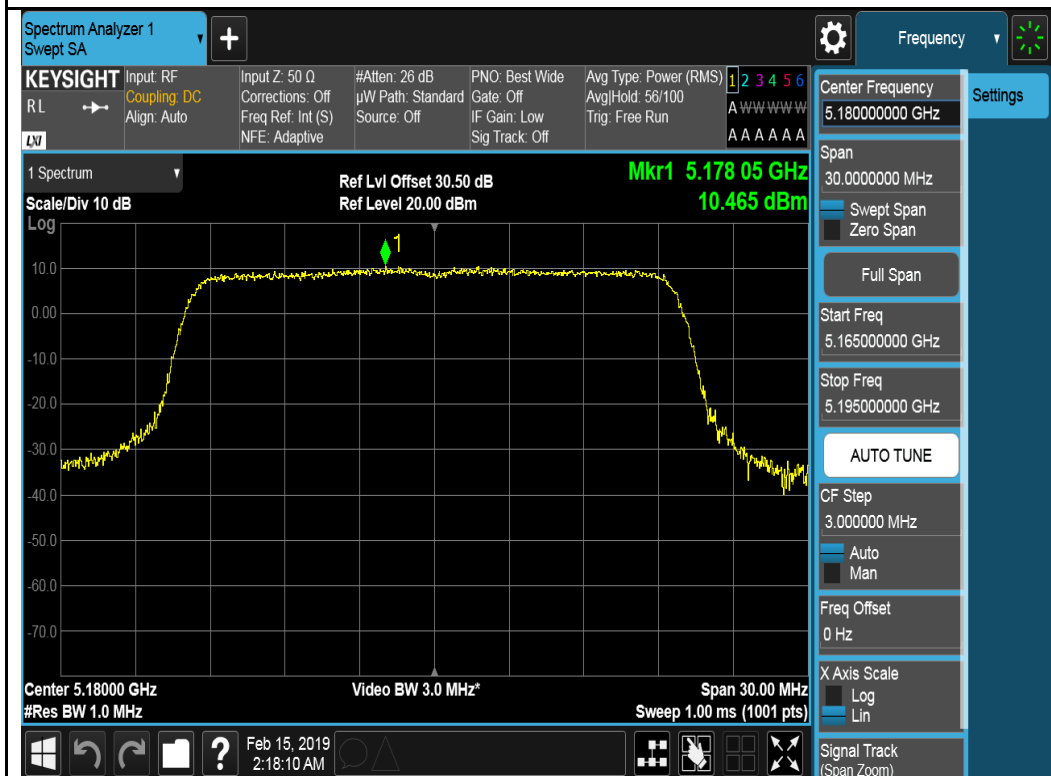 Spectrum Analyzer 1
Swept SA
+
Frequency
KEYSIGHT
RL
LXI
Input: RF
Coupling: DC
Align: Auto
Input Z: 50 Ω
Corrections: Off
Freq Ref: Int (S)
NFE: Adaptive
#Atten: 26 dB
µW Path: Standard
Source: Off
PNO: Best Wide
Gate: Off
IF Gain: Low
Sig Track: Off
Avg Type: Power (RMS)
Avg|Hold: 56/100
Trig: Free Run
1 2 3 4 5 6
A W W W W W
A A A A A A
1 Spectrum
Scale/Div 10 dB
Log
Ref Lvl Offset 30.50 dB
Ref Level 20.00 dBm
Mkr1 5.178 05 GHz
10.465 dBm
1
10.0
0.00
-10.0
-20.0
-30.0
-40.0
-50.0
-60.0
-70.0
Center 5.18000 GHz
#Res BW 1.0 MHz
Video BW 3.0 MHz*
Span 30.00 MHz
Sweep 1.00 ms (1001 pts)
Center Frequency
5.180000000 GHz
Settings
Span
30.0000000 MHz
Swept Span
Zero Span
Full Span
Start Freq
5.165000000 GHz
Stop Freq
5.195000000 GHz
AUTO TUNE
CF Step
3.000000 MHz
Auto
Man
Freq Offset
0 Hz
X Axis Scale
Log
Lin
Signal Track
(Span Zoom)
?
Feb 15, 2019
2:18:10 AM